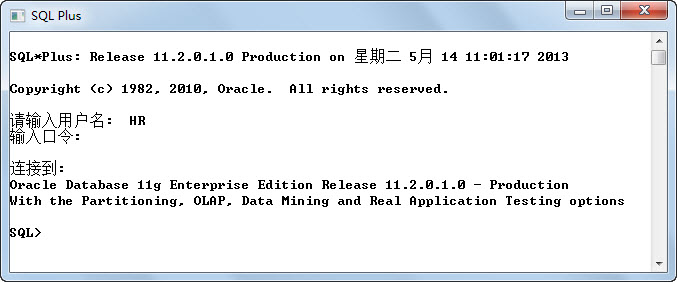 SQL Plus
SQL*Plus: Release 11.2.0.1.0 Production on 星期二 5月 14 11:01:17 2013
Copyright (c) 1982, 2010, Oracle.  All rights reserved.
请输入用户名:  HR
输入口令:
连接到:
Oracle Database 11g Enterprise Edition Release 11.2.0.1.0 - Production
With the Partitioning, OLAP, Data Mining and Real Application Testing options
SQL>